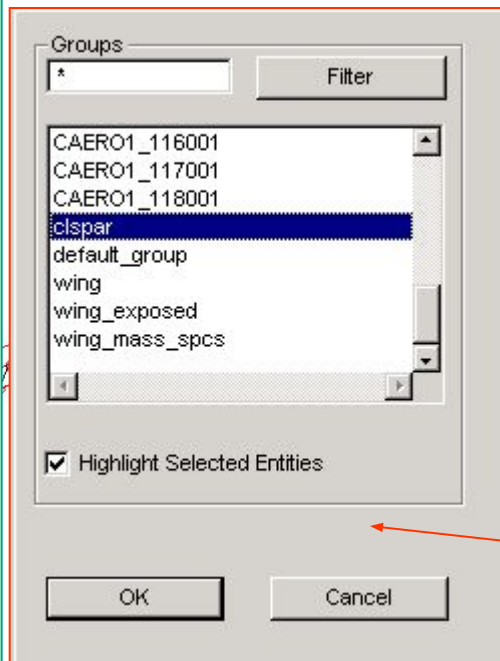 Groups
*
Filter
CAERO1_116001
CAERO1_117001
CAERO1_118001
clspar
default_group
wing
wing_exposed
wing_mass_spcs
Highlight Selected Entities
OK
Cancel